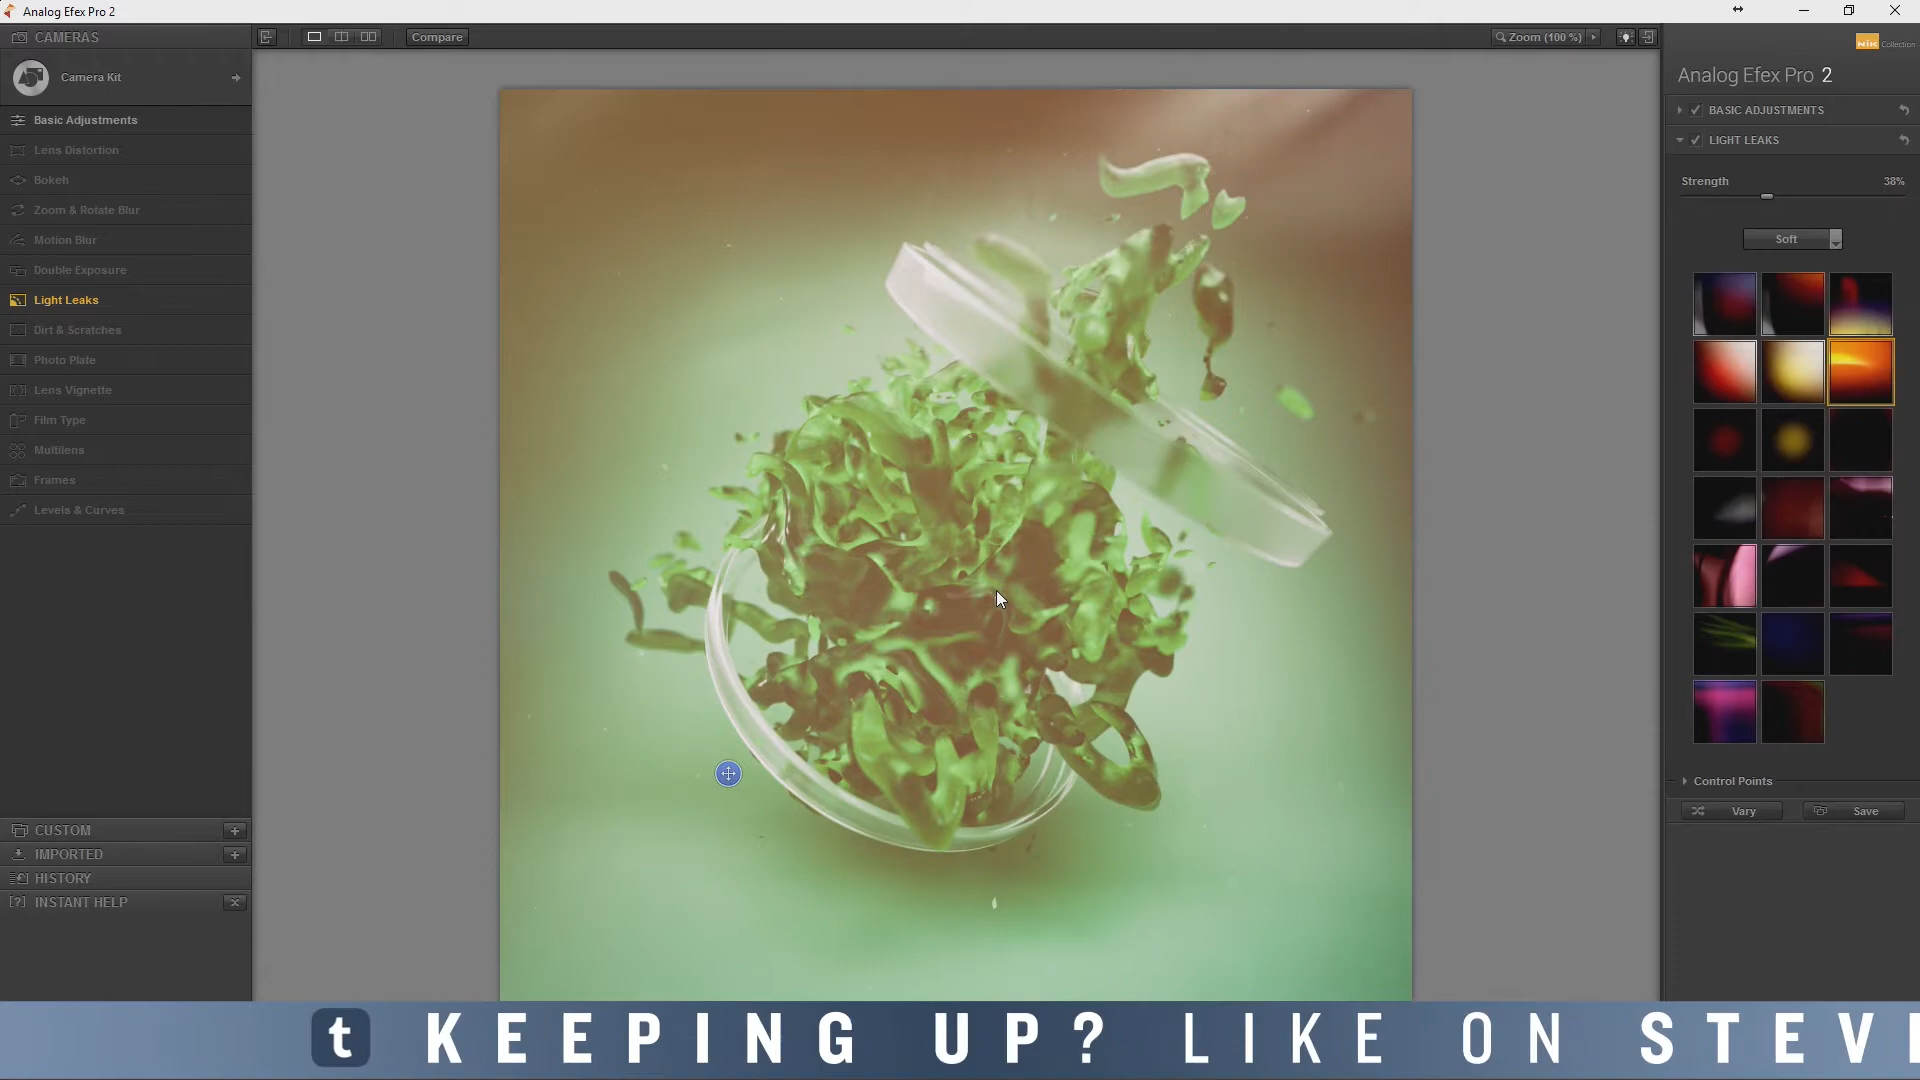 Analog Efex Pro 2
CAMERAS
Camera Kit
Basic Adjustments
Lens Distortion
Bokeh
Zoom & Rotate Blur
Motion Blur
Double Exposure
Light Leaks
Dirt & Scratches
Photo Plate
Lens Vignette
Film Type
Multilens
Frames
Levels & Curves
CUSTOM
IMPORTED
HISTORY
[?] INSTANT HELP
Compare
Zoom (100 %)
Nik Collection
Analog Efex Pro 2
BASIC ADJUSTMENTS
LIGHT LEAKS
Strength 38%
Soft
Control Points
Vary Save
t KEEPING UP? LIKE ON STEV